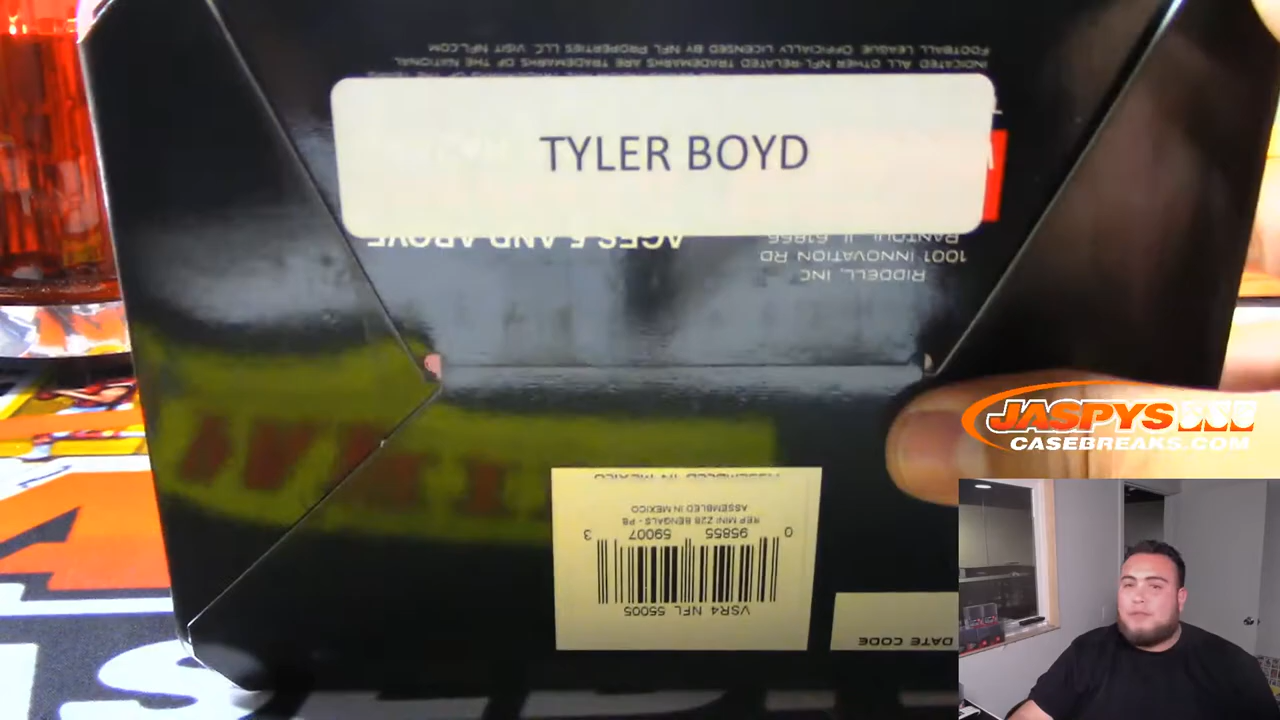 FOOTBALL LEAGUE OFFICIALLY LICENSED BY NFL PROPERTIES LLC. VISIT NFL.COM
INDICATED ALL OTHER NFL-RELATED TRADEMARKS ARE TRADEMARKS OF THE NATIONAL
TYLER BOYD
AGES 5 AND ABOVE
RANTOUL IL 61866
1001 INNOVATION RD
RIDDELL, INC
JASPYS
CASEBREAKS.COM
ASSEMBLED IN MEXICO
ASSEMBLED IN MEXICO
REP MINI Z2B BENGALS - P8
0 95855 59007 3
VSR4 NFL 55005
DATE CODE